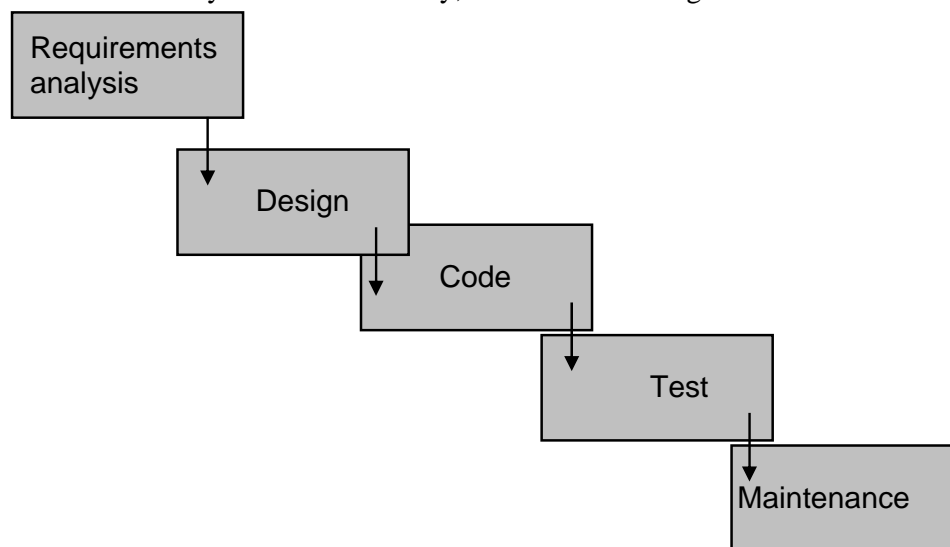 Requirements
analysis
Design
Code
Test
Maintenance